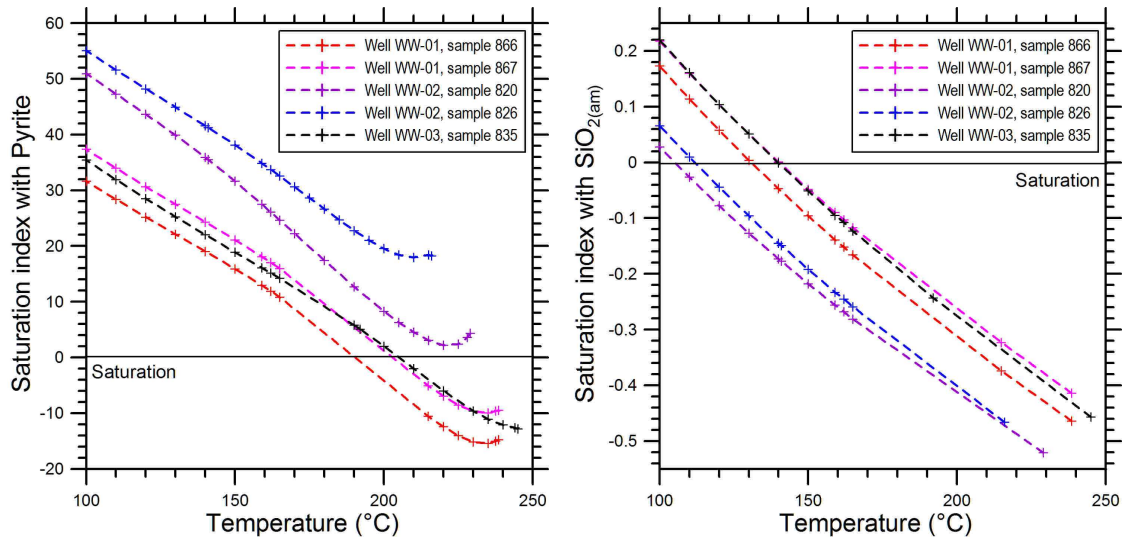 Saturation index with Pyrite
60
50
40
30
20
10
0
-10
-20
Well WW-01, sample 866
Well WW-01, sample 867
Well WW-02, sample 820
Well WW-02, sample 826
Well WW-03, sample 835
Saturation
100
150
200
250
Temperature (°C)
Saturation index with SiO2(am)
0.2
0.1
0
-0.1
-0.2
-0.3
-0.4
-0.5
Well WW-01, sample 866
Well WW-01, sample 867
Well WW-02, sample 820
Well WW-02, sample 826
Well WW-03, sample 835
Saturation
100
150
200
250
Temperature (°C)